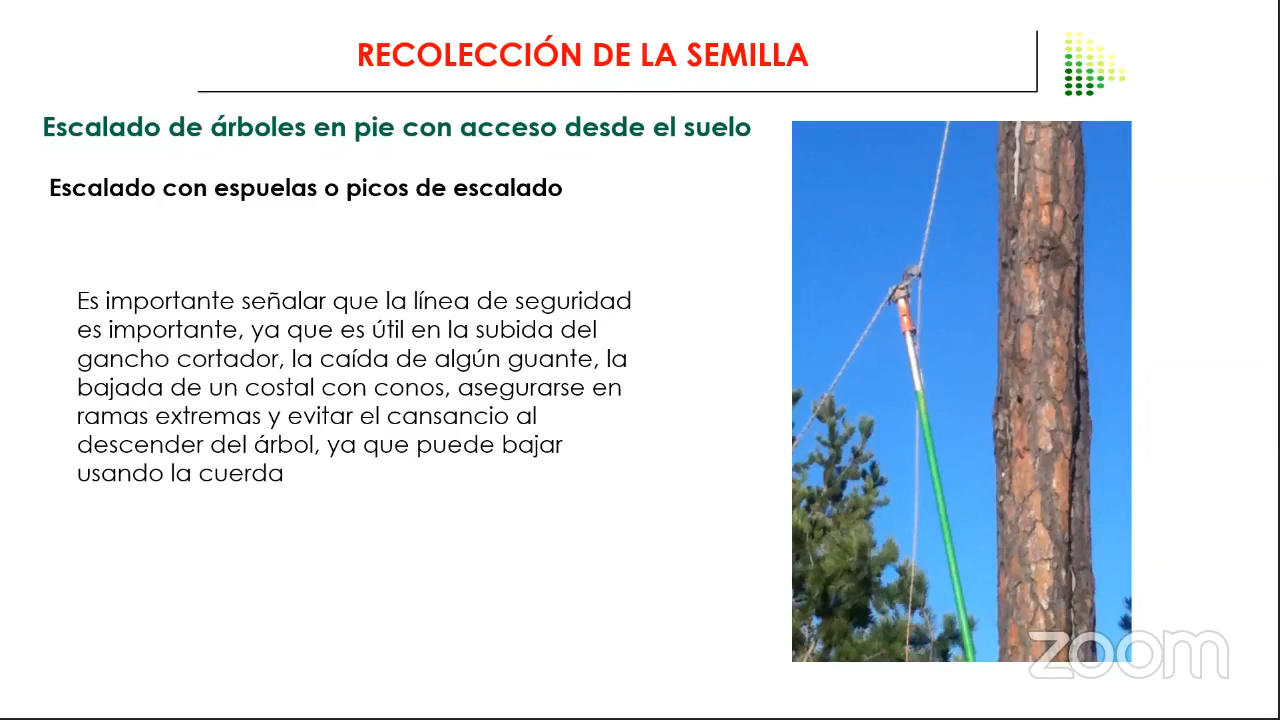 RECOLECCIÓN DE LA SEMILLA
Escalado de árboles en pie con acceso desde el suelo
Escalado con espuelas o picos de escalado
Es importante señalar que la línea de seguridad
es importante, ya que es útil en la subida del
gancho cortador, la caída de algún guante, la
bajada de un costal con conos, asegurarse en
ramas extremas y evitar el cansancio al
descender del árbol, ya que puede bajar
usando la cuerda
zoom